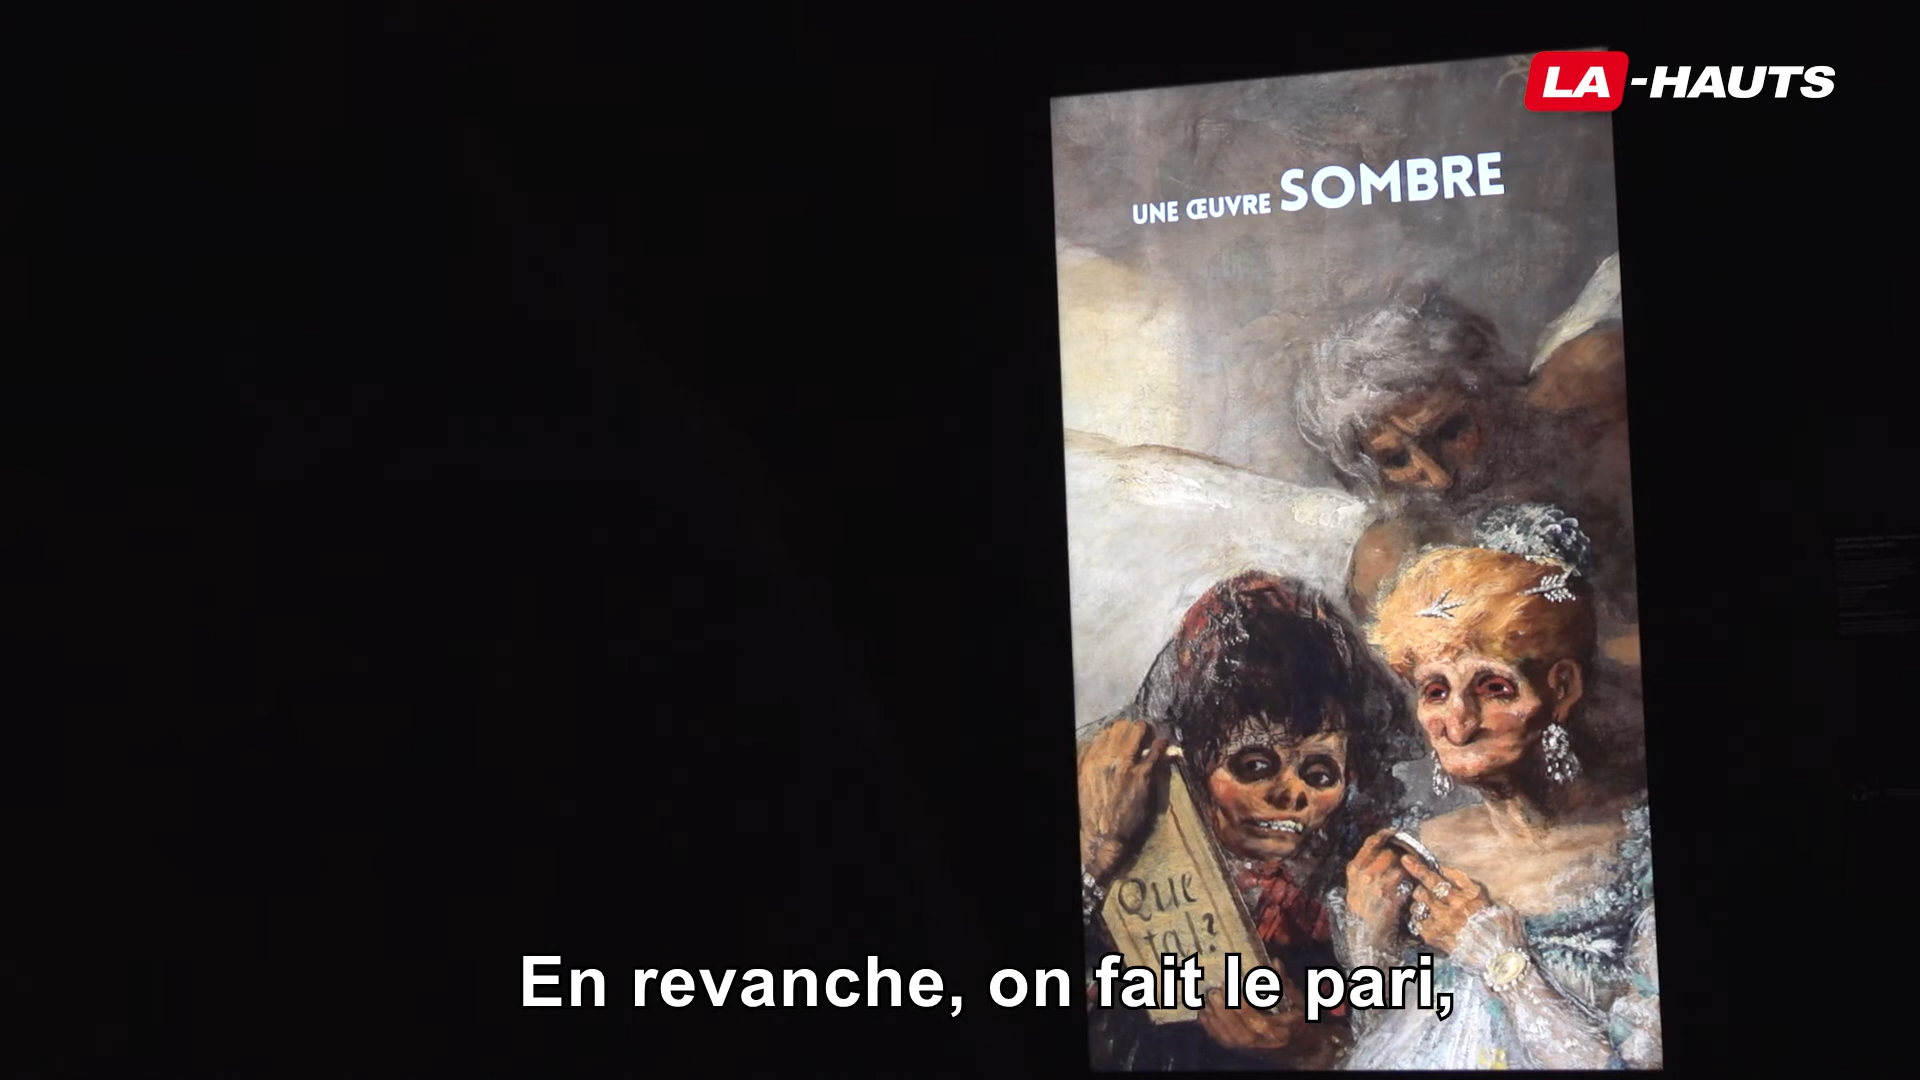 LA-HAUTS
UNE ŒUVRE SOMBRE
Que
tal?
En revanche, on fait le pari,